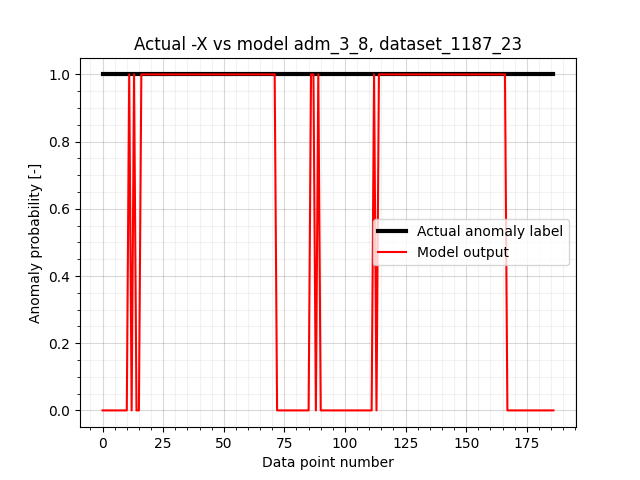 Actual -X vs model adm_3_8, dataset_1187_23
Anomaly probability [-]
1.0
0.8
0.6
0.4
0.2
0.0
Actual anomaly label
Model output
0 25 50 75 100 125 150 175
Data point number